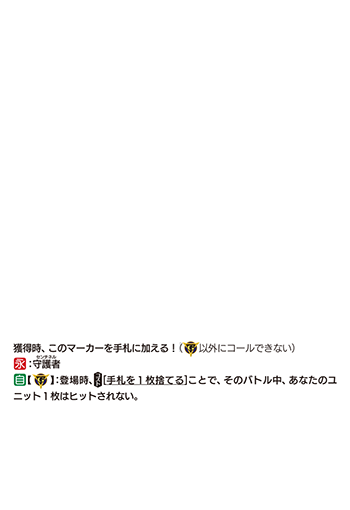 獲得時、このマーカーを手札に加える！(以外にコールできない)
永：守護者
センチネル
自【】：登場時、コスト[手札を1枚捨てる]ことで、そのバトル中、あなたのユ
ニット1枚はヒットされない。